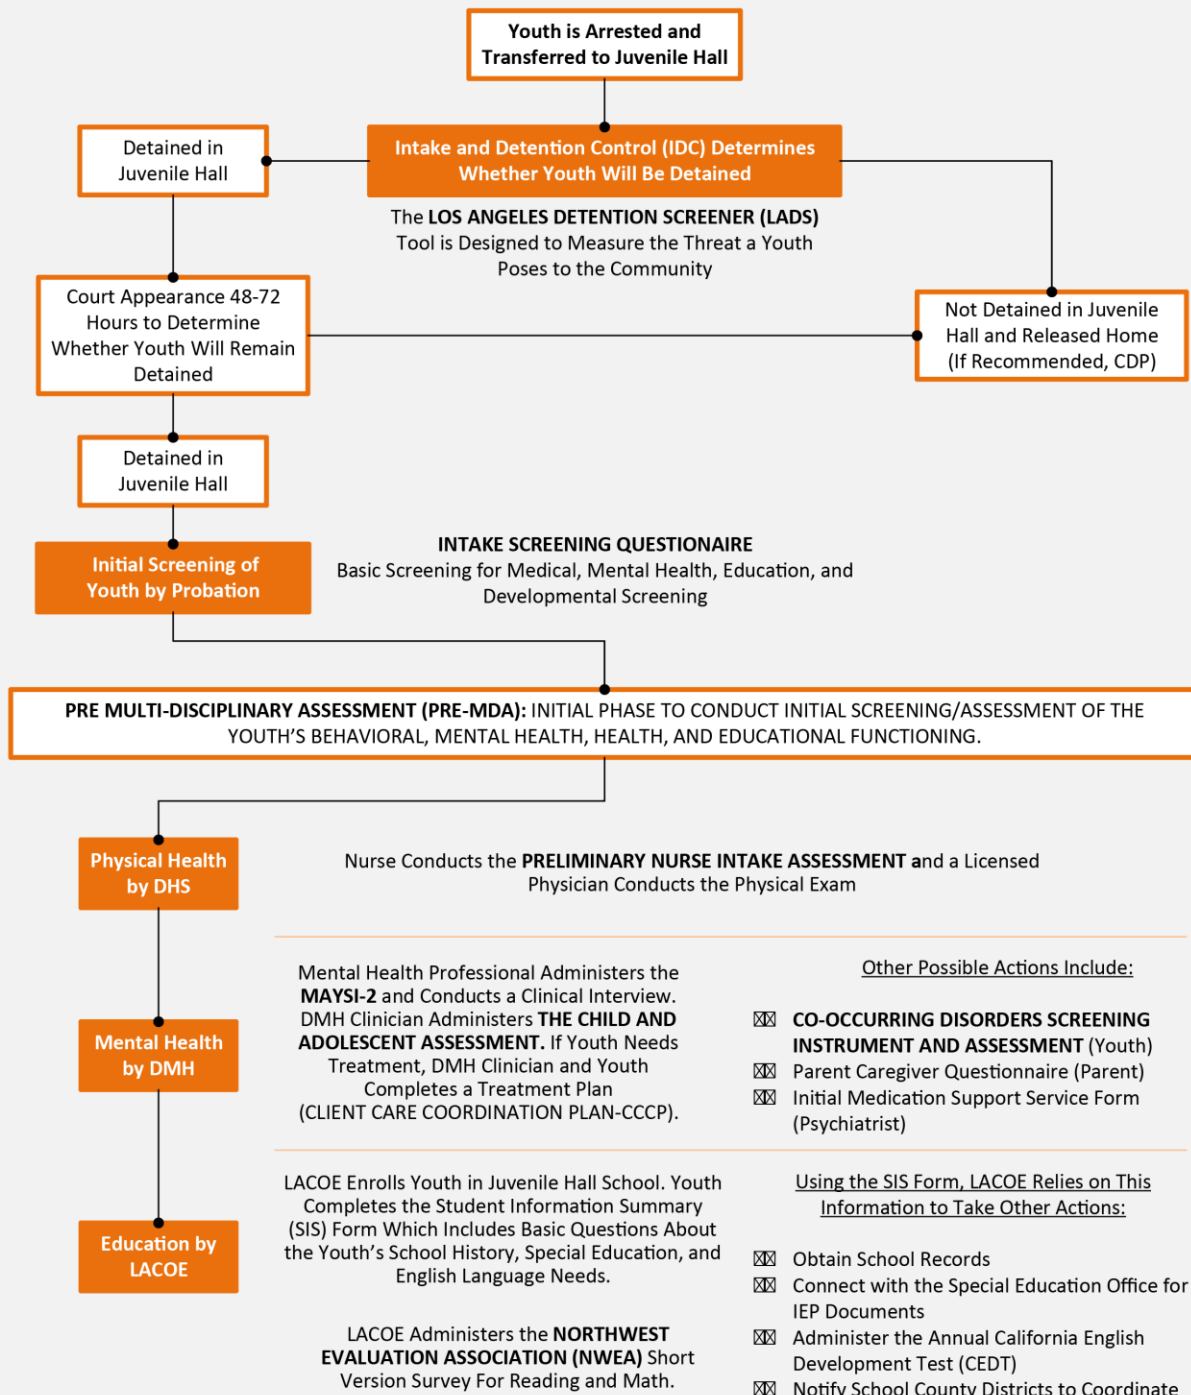 Youth is Arrested and
Transferred to Juvenile Hall
Detained in
Juvenile Hall
Intake and Detention Control (IDC) Determines
Whether Youth Will Be Detained
The LOS ANGELES DETENTION SCREENER (LADS)
Tool is Designed to Measure the Threat a Youth
Poses to the Community
Court Appearance 48-72
Hours to Determine
Whether Youth Will Remain
Detained
Not Detained in Juvenile
Hall and Released Home
(If Recommended, CDP)
Detained in
Juvenile Hall
Initial Screening of
Youth by Probation
INTAKE SCREENING QUESTIONAIRE
Basic Screening for Medical, Mental Health, Education, and
Developmental Screening
PRE MULTI-DISCIPLINARY ASSESSMENT (PRE-MDA): INITIAL PHASE TO CONDUCT INITIAL SCREENING/ASSESSMENT OF THE
YOUTH'S BEHAVIORAL, MENTAL HEALTH, HEALTH, AND EDUCATIONAL FUNCTIONING.
Physical Health
by DHS
Nurse Conducts the PRELIMINARY NURSE INTAKE ASSESSMENT and a Licensed
Physician Conducts the Physical Exam
Mental Health
by DMH
Mental Health Professional Administers the
MAYSI-2 and Conducts a Clinical Interview.
DMH Clinician Administers THE CHILD AND
ADOLESCENT ASSESSMENT. If Youth Needs
Treatment, DMH Clinician and Youth
Completes a Treatment Plan
(CLIENT CARE COORDINATION PLAN-CCCP).
Other Possible Actions Include:
CO-OCCURRING DISORDERS SCREENING
INSTRUMENT AND ASSESSMENT (Youth)
Parent Caregiver Questionnaire (Parent)
Initial Medication Support Service Form
(Psychiatrist)
Education by
LACOE
LACOE Enrolls Youth in Juvenile Hall School. Youth
Completes the Student Information Summary
(SIS) Form Which Includes Basic Questions About
the Youth's School History, Special Education, and
English Language Needs.
LACOE Administers the NORTHWEST
EVALUATION ASSOCIATION (NWEA) Short
Version Survey For Reading and Math.
Using the SIS Form, LACOE Relies on This
Information to Take Other Actions:
Obtain School Records
Connect with the Special Education Office for
IEP Documents
Administer the Annual California English
Development Test (CEDT)
Notify School County Districts to Coordinate